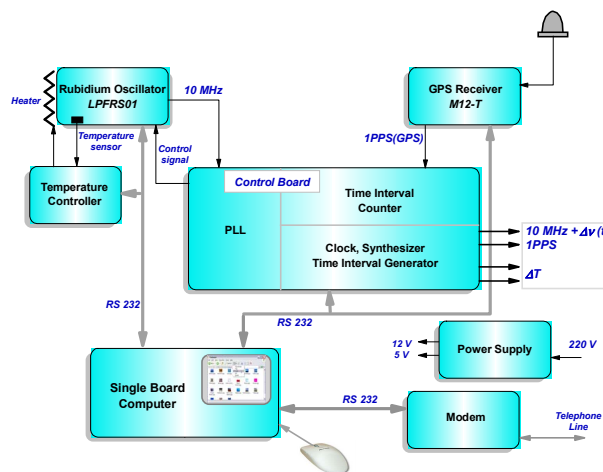 Rubidium Oscillator
LPFRS01
10 MHz
GPS Receiver
M12-T
Heater
Temperature
sensor
Control
signal
1PPS(GPS)
Temperature
Controller
Control Board
Time Interval
Counter
PLL
Clock, Synthesizer
Time Interval Generator
10 MHz +Δν(t
1PPS
ΔT
RS 232
RS 232
12 V
5 V
Power Supply
220 V
Single Board
Computer
RS 232
Modem
Telephone
Line